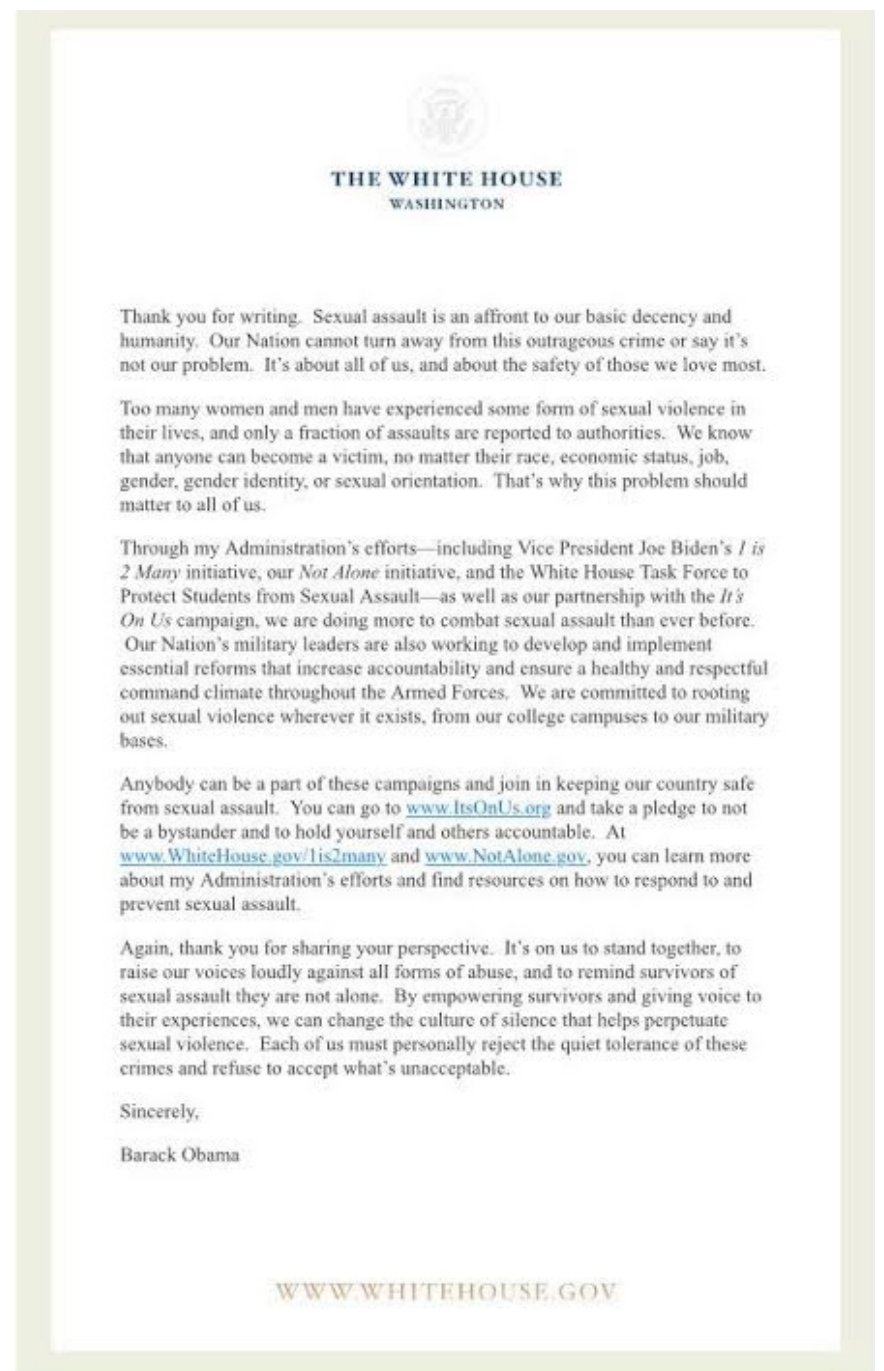 THE WHITE HOUSE
WASHINGTON
Thank you for writing.  Sexual assault is an affront to our basic decency and
humanity.  Our Nation cannot turn away from this outrageous crime or say it's
not our problem.  It's about all of us, and about the safety of those we love most.
Too many women and men have experienced some form of sexual violence in
their lives, and only a fraction of assaults are reported to authorities.  We know
that anyone can become a victim, no matter their race, economic status, job,
gender, gender identity, or sexual orientation.  That's why this problem should
matter to all of us.
Through my Administration's efforts—including Vice President Joe Biden's 1 is
2 Many initiative, our Not Alone initiative, and the White House Task Force to
Protect Students from Sexual Assault—as well as our partnership with the It's
On Us campaign, we are doing more to combat sexual assault than ever before.
Our Nation's military leaders are also working to develop and implement
essential reforms that increase accountability and ensure a healthy and respectful
command climate throughout the Armed Forces.  We are committed to rooting
out sexual violence wherever it exists, from our college campuses to our military
bases.
Anybody can be a part of these campaigns and join in keeping our country safe
from sexual assault.  You can go to www.ItsOnUs.org and take a pledge to not
be a bystander and to hold yourself and others accountable.  At
www.WhiteHouse.gov/1is2many and www.NotAlone.gov, you can learn more
about my Administration's efforts and find resources on how to respond to and
prevent sexual assault.
Again, thank you for sharing your perspective.  It's on us to stand together, to
raise our voices loudly against all forms of abuse, and to remind survivors of
sexual assault they are not alone.  By empowering survivors and giving voice to
their experiences, we can change the culture of silence that helps perpetuate
sexual violence.  Each of us must personally reject the quiet tolerance of these
crimes and refuse to accept what's unacceptable.
Sincerely,
Barack Obama
WWW.WHITEHOUSE.GOV